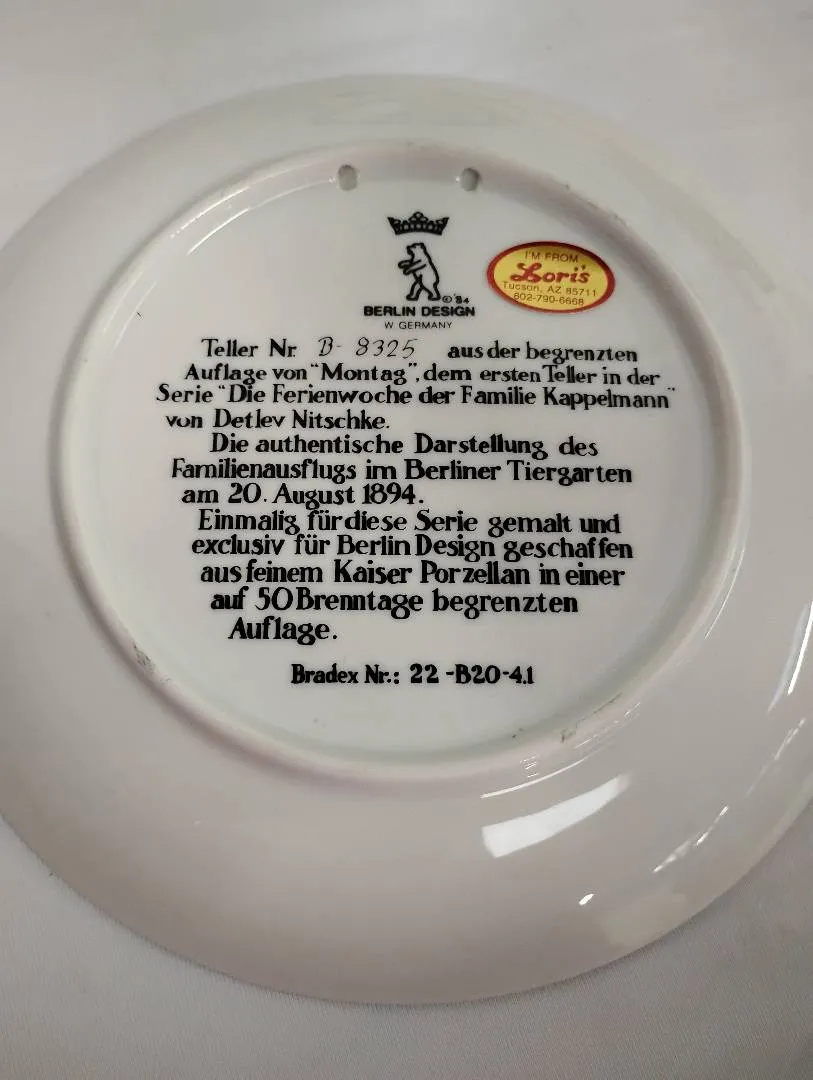 ©'84
BERLIN DESIGN
W GERMANY
I'M FROM
Lori's
Tucson, AZ 85711
602-790-6668
Teller Nr. B- 8325 aus der begrenzten
Auflage von "Montag", dem ersten Teller in der
Serie "Die Ferienwoche der Familie Kappelmann"
von Detlev Nitschke.
Die authentische Darstellung des
Familienausflugs im Berliner Tiergarten
am 20. August 1894.
Einmalig für diese Serie gemalt und
exclusiv für Berlin Design geschaffen
aus feinem Kaiser Porzellan in einer
auf 50 Brenntage begrenzten
Auflage.
Bradex Nr.: 22-B20-4.1